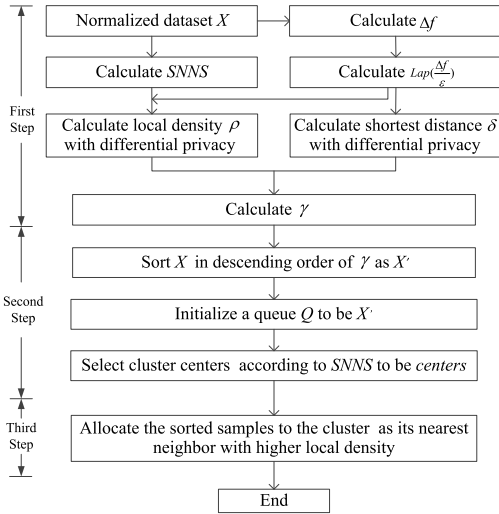 Normalized dataset X
Calculate Δf
Calculate SNNS
Calculate Lap(Δf/ε)
First
Step
Calculate local density ρ
with differential privacy
Calculate shortest distance δ
with differential privacy
Calculate γ
Second
Step
Sort X in descending order of γ as X'
Initialize a queue Q to be X'
Select cluster centers according to SNNS to be centers
Third
Step
Allocate the sorted samples to the cluster as its nearest
neighbor with higher local density
End